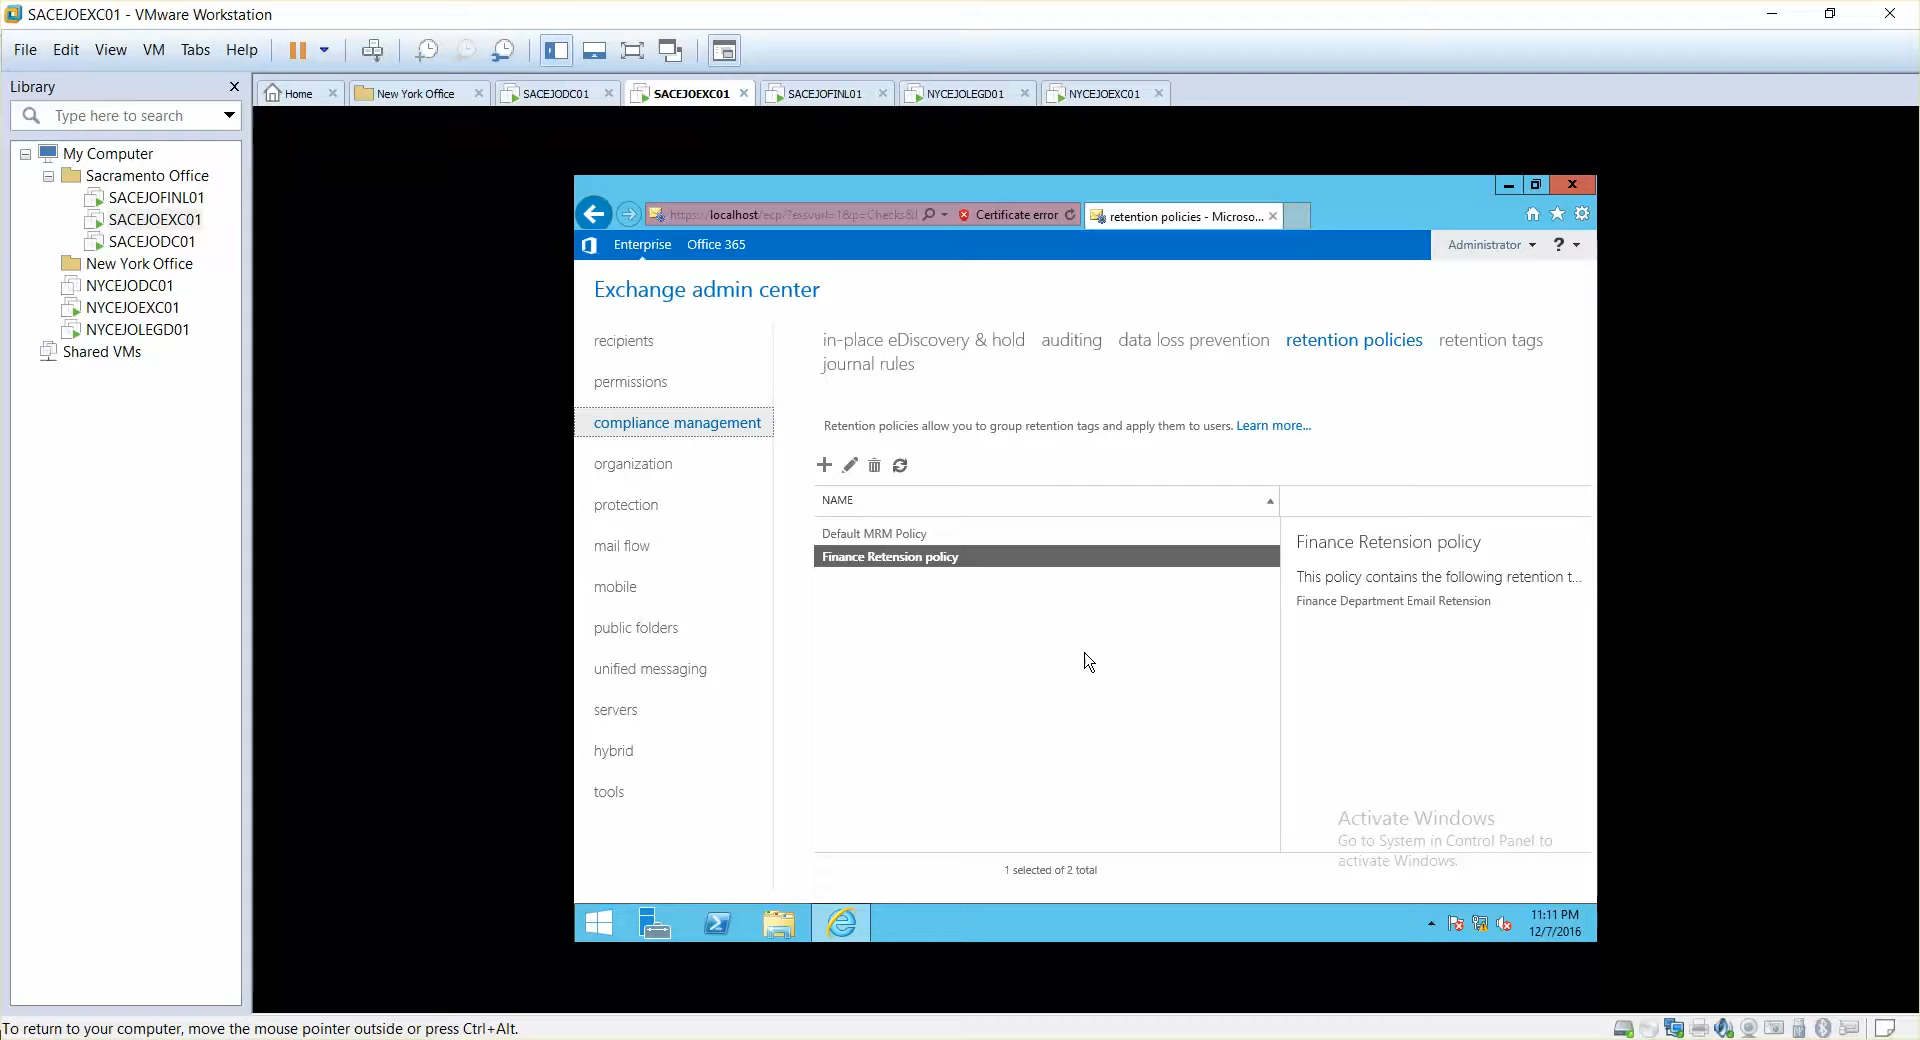 SACEJOEXC01 - VMware Workstation
File Edit View VM Tabs Help
Library
Type here to search
My Computer
Sacramento Office
SACEJOFINL01
SACEJOEXC01
SACEJODC01
New York Office
NYCEJODC01
NYCEJOEXC01
NYCEJOLEGD01
Shared VMs
Home New York Office SACEJODC01 SACEJOEXC01 SACEJOFINL01 NYCEJOLEGD01 NYCEJOEXC01
https://localhost/ecp/?exsvurl=1&p=Checks&l Certificate error retention policies - Microso...
Enterprise Office 365 Administrator ?
Exchange admin center
recipients
permissions
compliance management
organization
protection
mail flow
mobile
public folders
unified messaging
servers
hybrid
tools
in-place eDiscovery & hold auditing data loss prevention retention policies retention tags
journal rules
Retention policies allow you to group retention tags and apply them to users. Learn more...
NAME
Default MRM Policy
Finance Retension policy
Finance Retension policy
This policy contains the following retention t...
Finance Department Email Retension
1 selected of 2 total
Activate Windows
Go to System in Control Panel to
activate Windows.
11:11 PM
12/7/2016
To return to your computer, move the mouse pointer outside or press Ctrl+Alt.